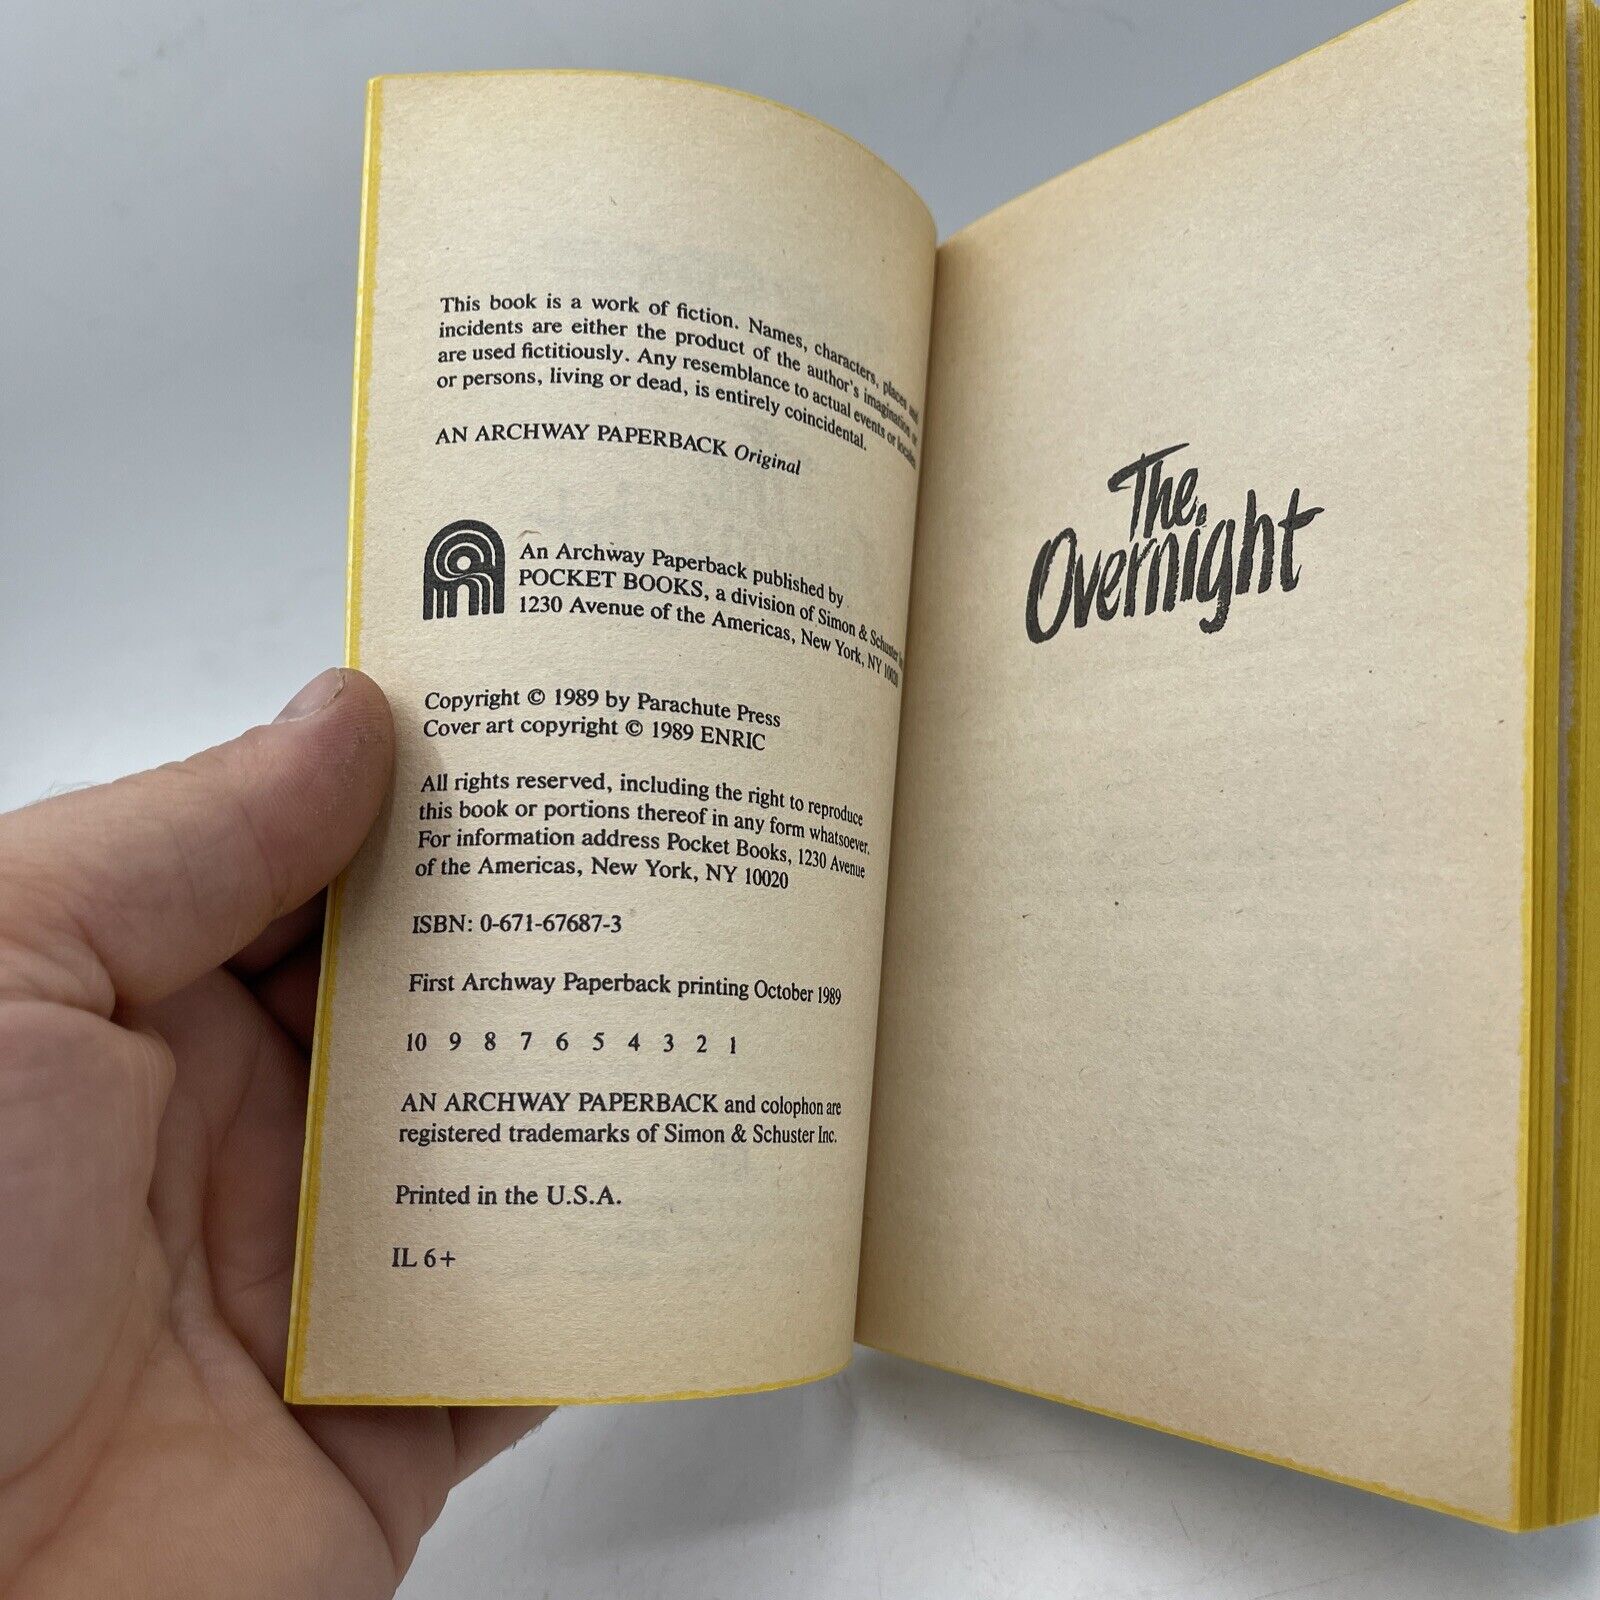 This book is a work of fiction. Names, characters, places and
incidents are either the product of the author's imagination or
are used fictitiously. Any resemblance to actual events or locales
or persons, living or dead, is entirely coincidental.
AN ARCHWAY PAPERBACK Original
An Archway Paperback published by
POCKET BOOKS, a division of Simon & Schuster Inc.
1230 Avenue of the Americas, New York, NY 10020
Copyright © 1989 by Parachute Press
Cover art copyright © 1989 ENRIC
All rights reserved, including the right to reproduce
this book or portions thereof in any form whatsoever.
For information address Pocket Books, 1230 Avenue
of the Americas, New York, NY 10020
ISBN: 0-671-67687-3
First Archway Paperback printing October 1989
10 9 8 7 6 5 4 3 2 1
AN ARCHWAY PAPERBACK and colophon are
registered trademarks of Simon & Schuster Inc.
Printed in the U.S.A.
IL 6+
The
Overnight